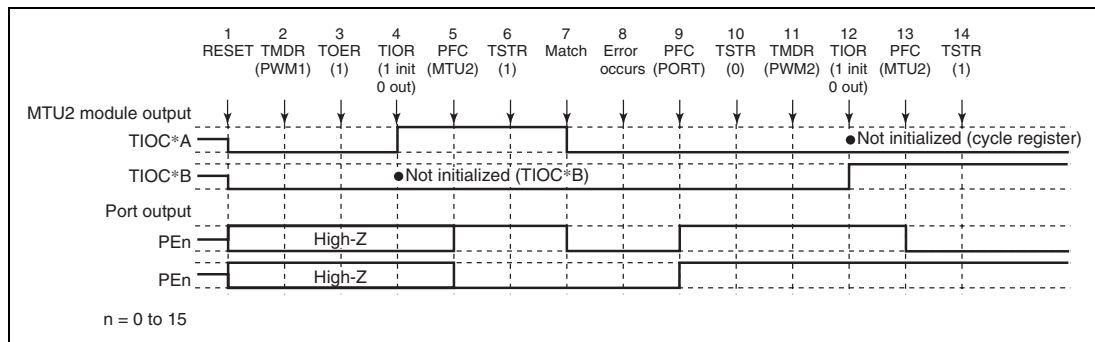 1 2 3 4 5 6 7 8 9 10 11 12 13 14
RESET TMDR TOER TIOR PFC TSTR Match Error PFC TSTR TMDR TIOR PFC TSTR
(PWM1) (1) (1 init (MTU2) (1) occurs (PORT) (0) (PWM2) (1 init (MTU2) (1)
0 out) 0 out)
MTU2 module output
TIOC*A ●Not initialized (cycle register)
TIOC*B ●Not initialized (TIOC*B)
Port output
PEn High-Z
PEn High-Z
n = 0 to 15